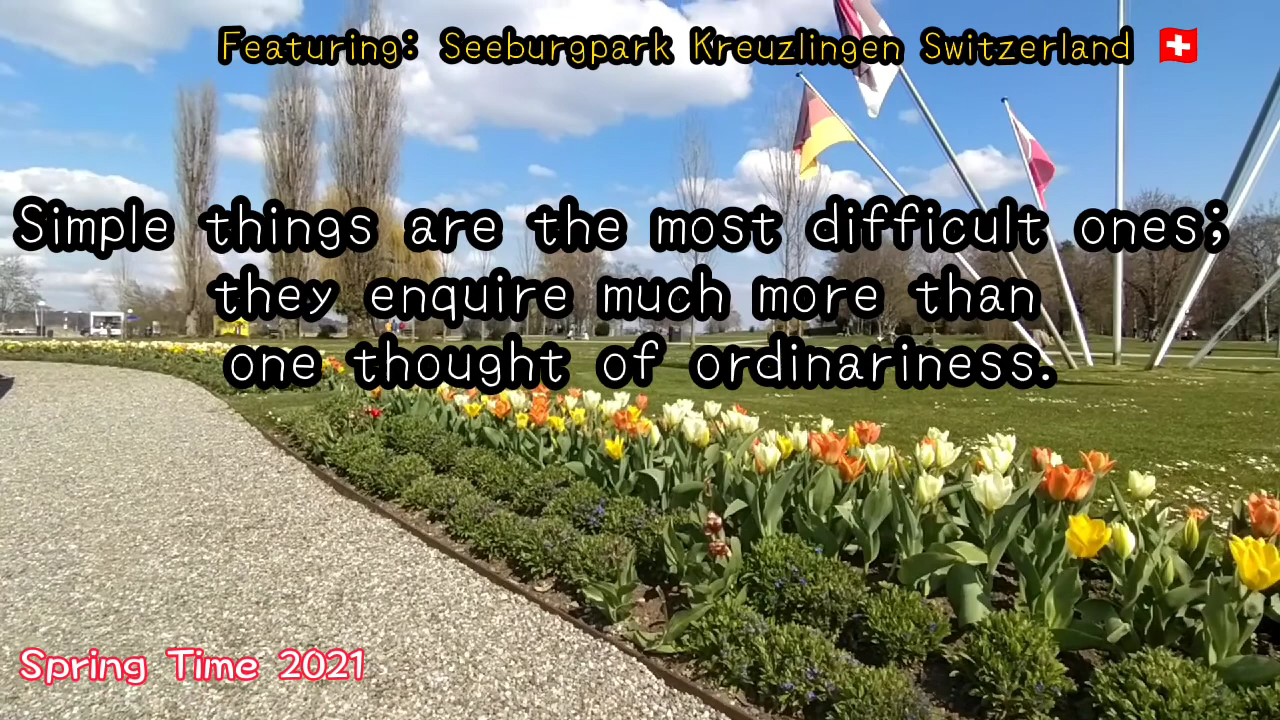 Featuring: Seeburgpark Kreuzlingen Switzerland 🇨🇭
Simple things are the most difficult ones;
they enquire much more than
one thought of ordinariness.
Spring Time 2021